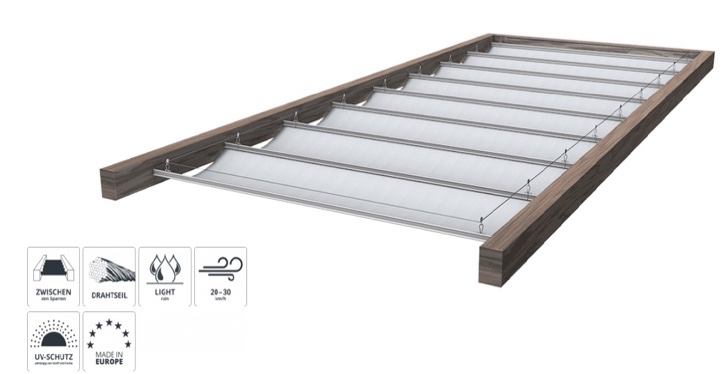 ZWISCHEN
den Sparren
DRAHTSEIL
LIGHT
rain
20–30
km/h
UV-SCHUTZ
MADE IN
EUROPE